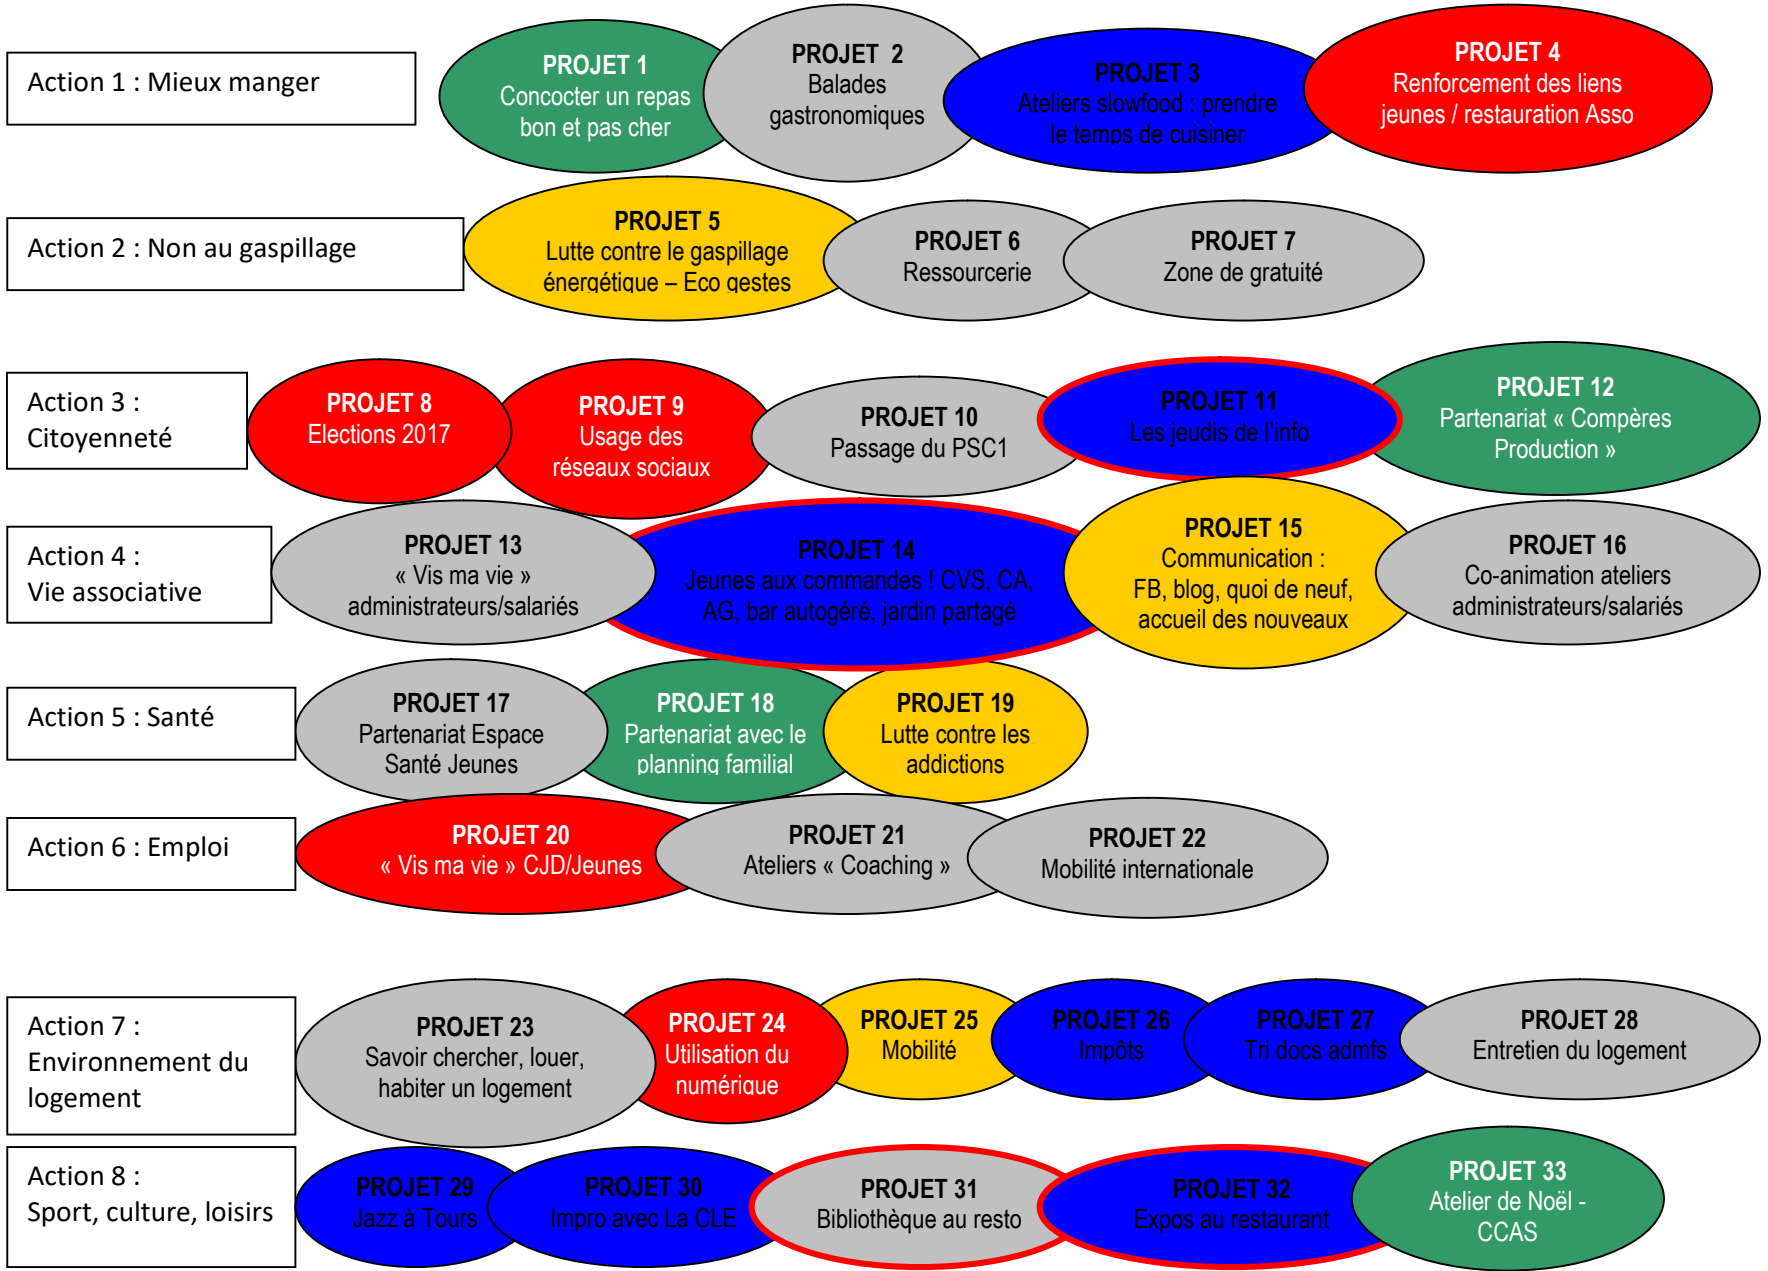 Action 1 : Mieux manger
PROJET 1
Concocter un repas
bon et pas cher
PROJET  2
Balades
gastronomiques
PROJET 3
Ateliers slowfood : prendre
le temps de cuisiner
PROJET 4
Renforcement des liens
jeunes / restauration Asso
Action 2 : Non au gaspillage
PROJET 5
Lutte contre le gaspillage
énergétique – Eco gestes
PROJET 6
Ressourcerie
PROJET 7
Zone de gratuité
Action 3 :
Citoyenneté
PROJET 8
Elections 2017
PROJET 9
Usage des
réseaux sociaux
PROJET 10
Passage du PSC1
PROJET 11
Les jeudis de l'info
PROJET 12
Partenariat « Compères
Production »
Action 4 :
Vie associative
PROJET 13
« Vis ma vie »
administrateurs/salariés
PROJET 14
Jeunes aux commandes ! CVS, CA,
AG, bar autogéré, jardin partagé
PROJET 15
Communication :
FB, blog, quoi de neuf,
accueil des nouveaux
PROJET 16
Co-animation ateliers
administrateurs/salariés
Action 5 : Santé
PROJET 17
Partenariat Espace
Santé Jeunes
PROJET 18
Partenariat avec le
planning familial
PROJET 19
Lutte contre les
addictions
Action 6 : Emploi
PROJET 20
« Vis ma vie » CJD/Jeunes
PROJET 21
Ateliers « Coaching »
PROJET 22
Mobilité internationale
Action 7 :
Environnement du
logement
PROJET 23
Savoir chercher, louer,
habiter un logement
PROJET 24
Utilisation du
numérique
PROJET 25
Mobilité
PROJET 26
Impôts
PROJET 27
Tri docs admfs
PROJET 28
Entretien du logement
Action 8 :
Sport, culture, loisirs
PROJET 29
Jazz à Tours
PROJET 30
Impro avec La CLE
PROJET 31
Bibliothèque au resto
PROJET 32
Expos au restaurant
PROJET 33
Atelier de Noël -
CCAS